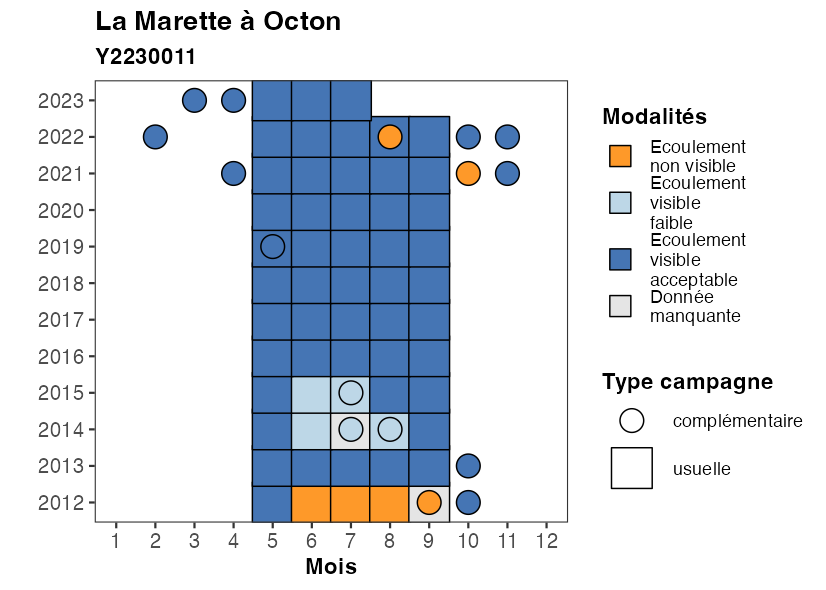 La Marette à Octon
Y2230011
2023
2022
2021
2020
2019
2018
2017
2016
2015
2014
2013
2012
1 2 3 4 5 6 7 8 9 10 11 12
Mois
Modalités
Ecoulement
non visible
Ecoulement
visible
faible
Ecoulement
visible
acceptable
Donnée
manquante
Type campagne
complémentaire
usuelle